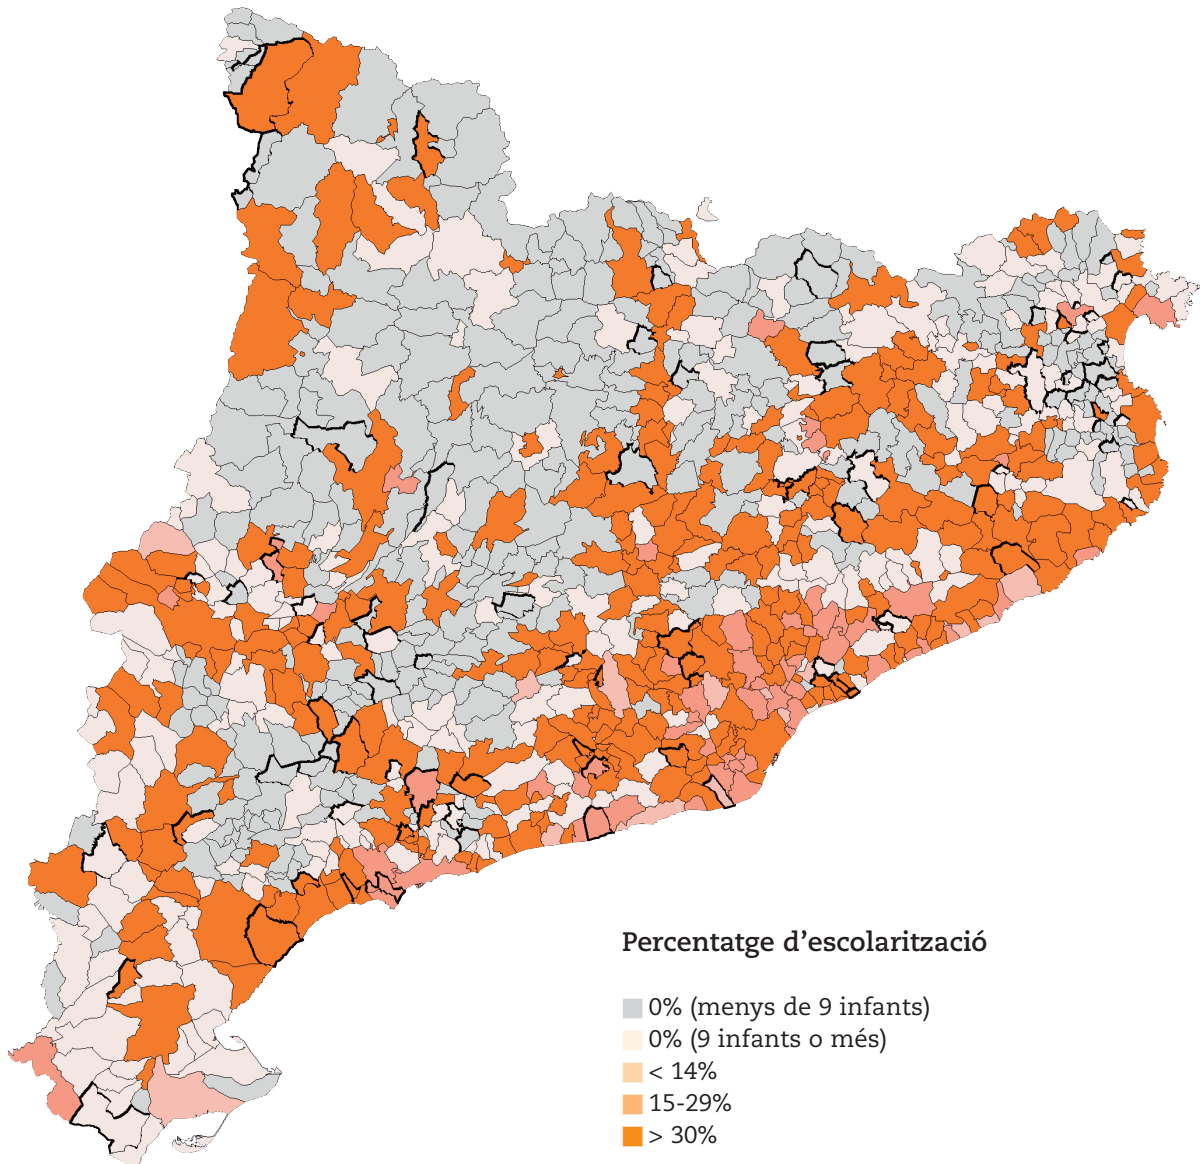 Percentatge d’escolarització
0% (menys de 9 infants)
0% (9 infants o més)
< 14%
15-29%
> 30%